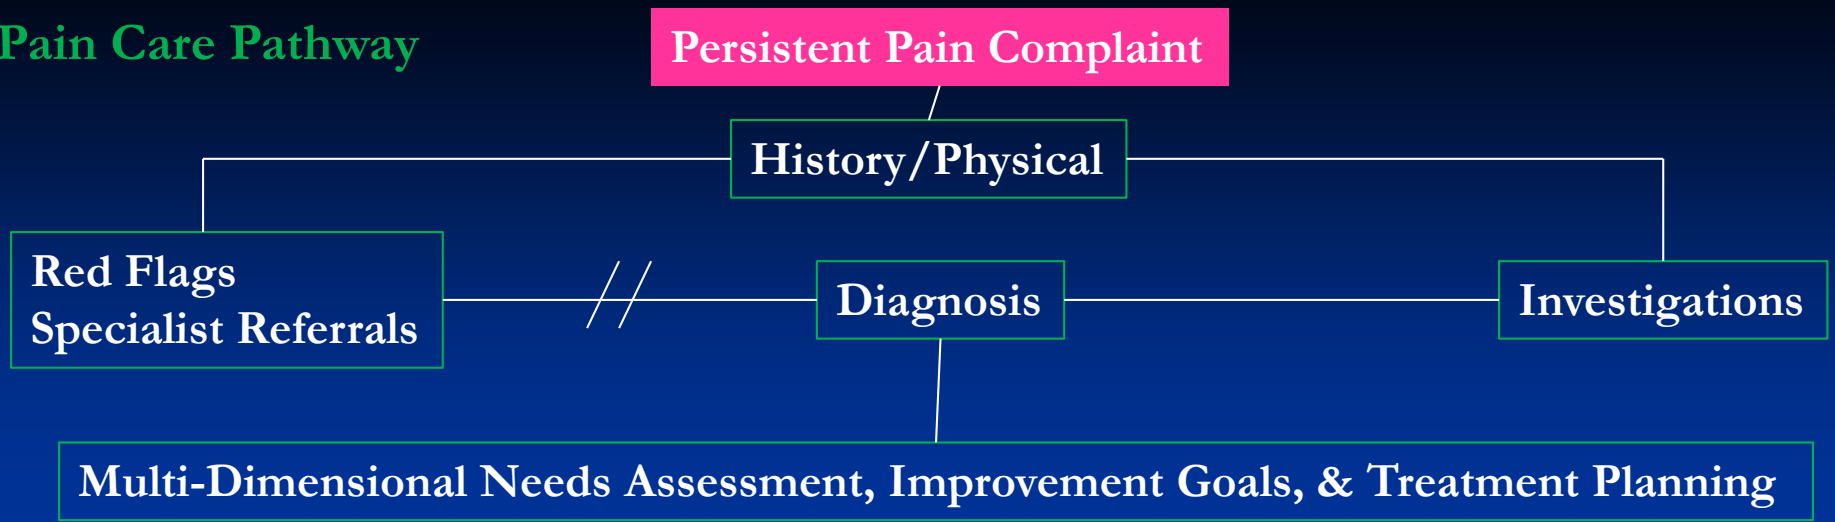 Pain Care Pathway
Persistent Pain Complaint
History/Physical
Red Flags
Specialist Referrals
Diagnosis
Investigations
Multi-Dimensional Needs Assessment, Improvement Goals, & Treatment Planning